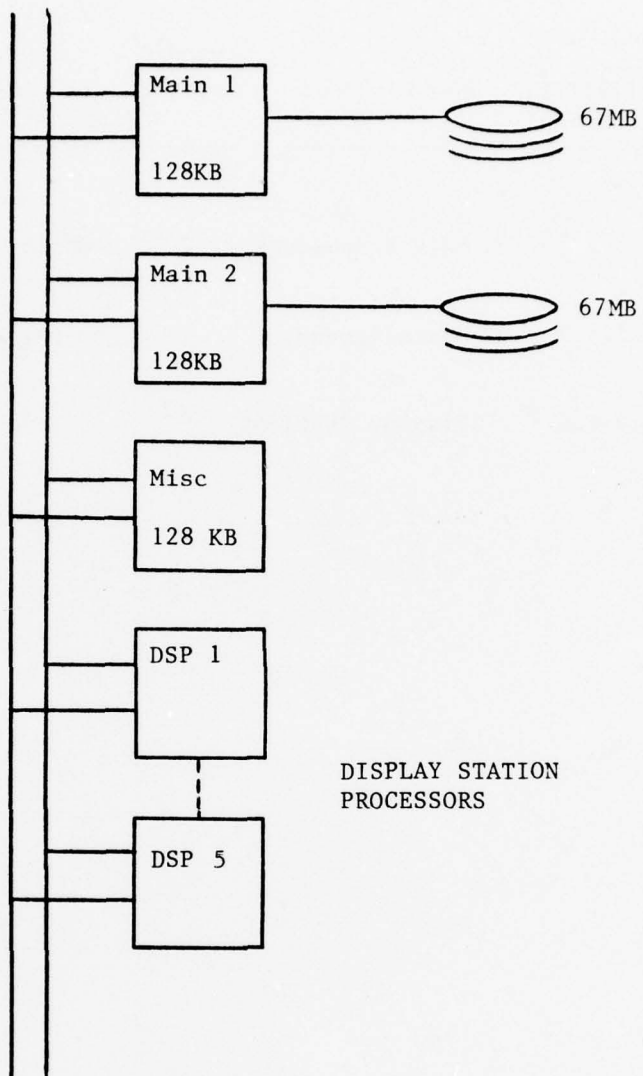 Main 1
128KB
67MB
Main 2
128KB
67MB
Misc
128 KB
DSP 1
DISPLAY STATION
PROCESSORS
DSP 5